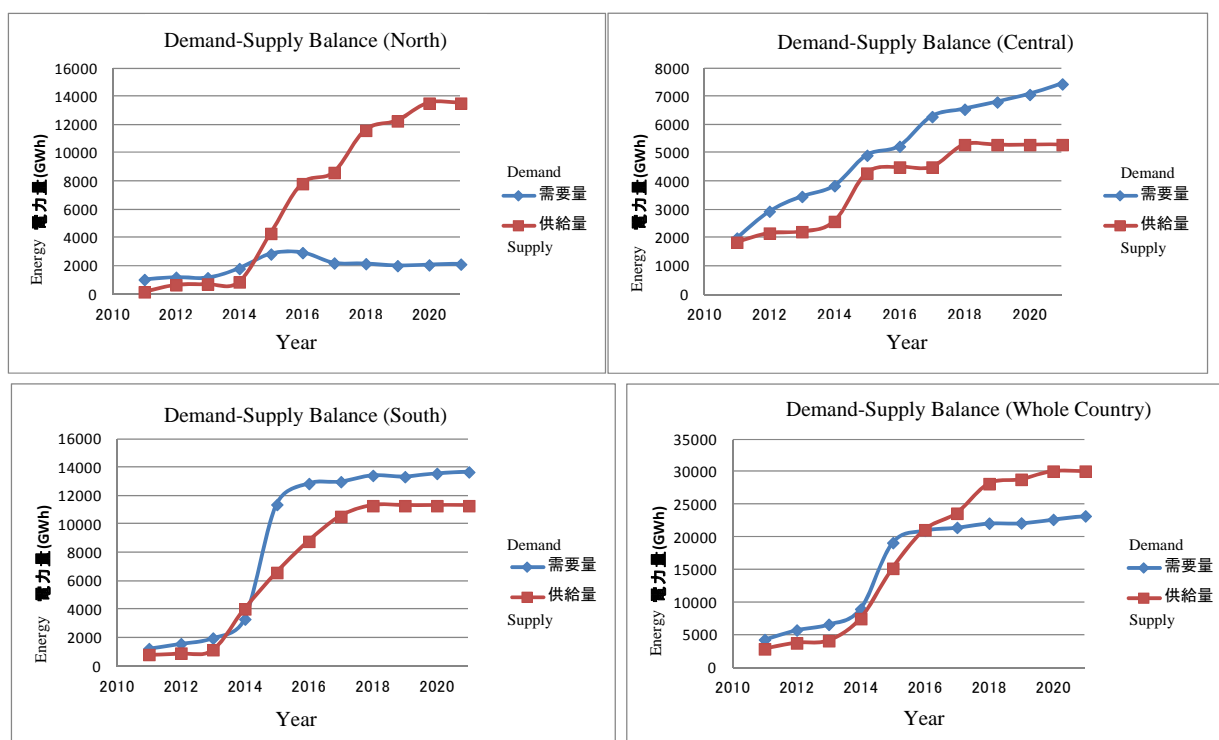 Demand-Supply Balance (North)
16000
14000
12000
10000
8000
6000
4000
2000
0
2010 2012 2014 2016 2018 2020
Energy 電力量(GWh)
Year
Demand
需要量
供給量
Supply
Demand-Supply Balance (Central)
8000
7000
6000
5000
4000
3000
2000
1000
0
2010 2012 2014 2016 2018 2020
Energy 電力量(GWh)
Year
Demand
需要量
供給量
Supply
Demand-Supply Balance (South)
16000
14000
12000
10000
8000
6000
4000
2000
0
2010 2012 2014 2016 2018 2020
Energy 電力量(GWh)
Year
Demand
需要量
供給量
Supply
Demand-Supply Balance (Whole Country)
35000
30000
25000
20000
15000
10000
5000
0
2010 2012 2014 2016 2018 2020
Energy 電力量(GWh)
Year
Demand
需要量
供給量
Supply